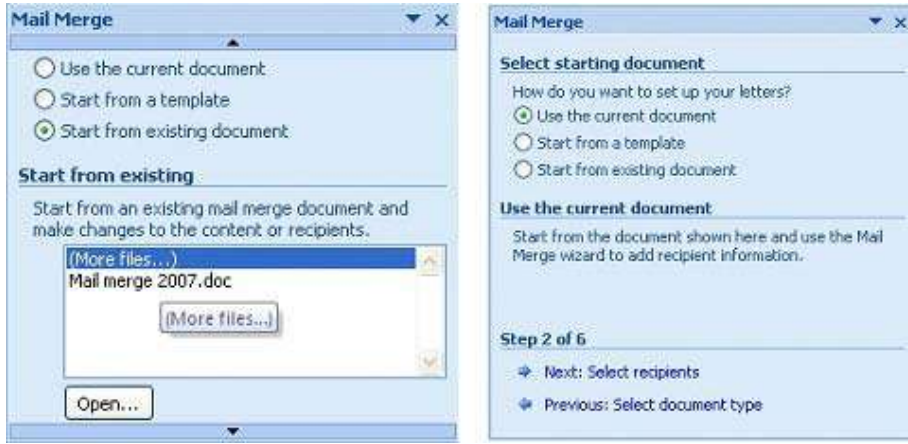 Mail Merge
Use the current document
Start from a template
Start from existing document
Start from existing
Start from an existing mail merge document and
make changes to the content or recipients.
(More files...)
Mail merge 2007.doc
(More files...)
Open...
Mail Merge
Select starting document
How do you want to set up your letters?
Use the current document
Start from a template
Start from existing document
Use the current document
Start from the document shown here and use the Mail
Merge wizard to add recipient information.
Step 2 of 6
Next: Select recipients
Previous: Select document type